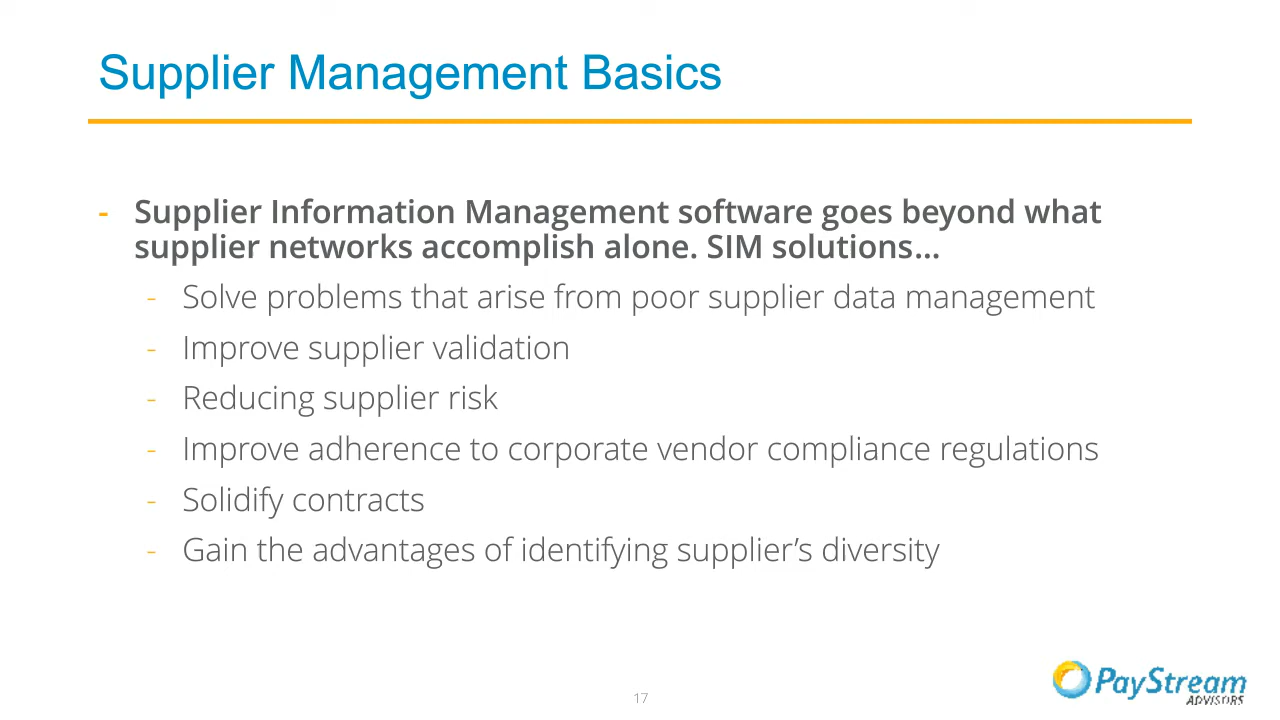 Supplier Management Basics
- Supplier Information Management software goes beyond what
supplier networks accomplish alone. SIM solutions…
- Solve problems that arise from poor supplier data management
- Improve supplier validation
- Reducing supplier risk
- Improve adherence to corporate vendor compliance regulations
- Solidify contracts
- Gain the advantages of identifying supplier’s diversity
PayStream
ADVISORS
17